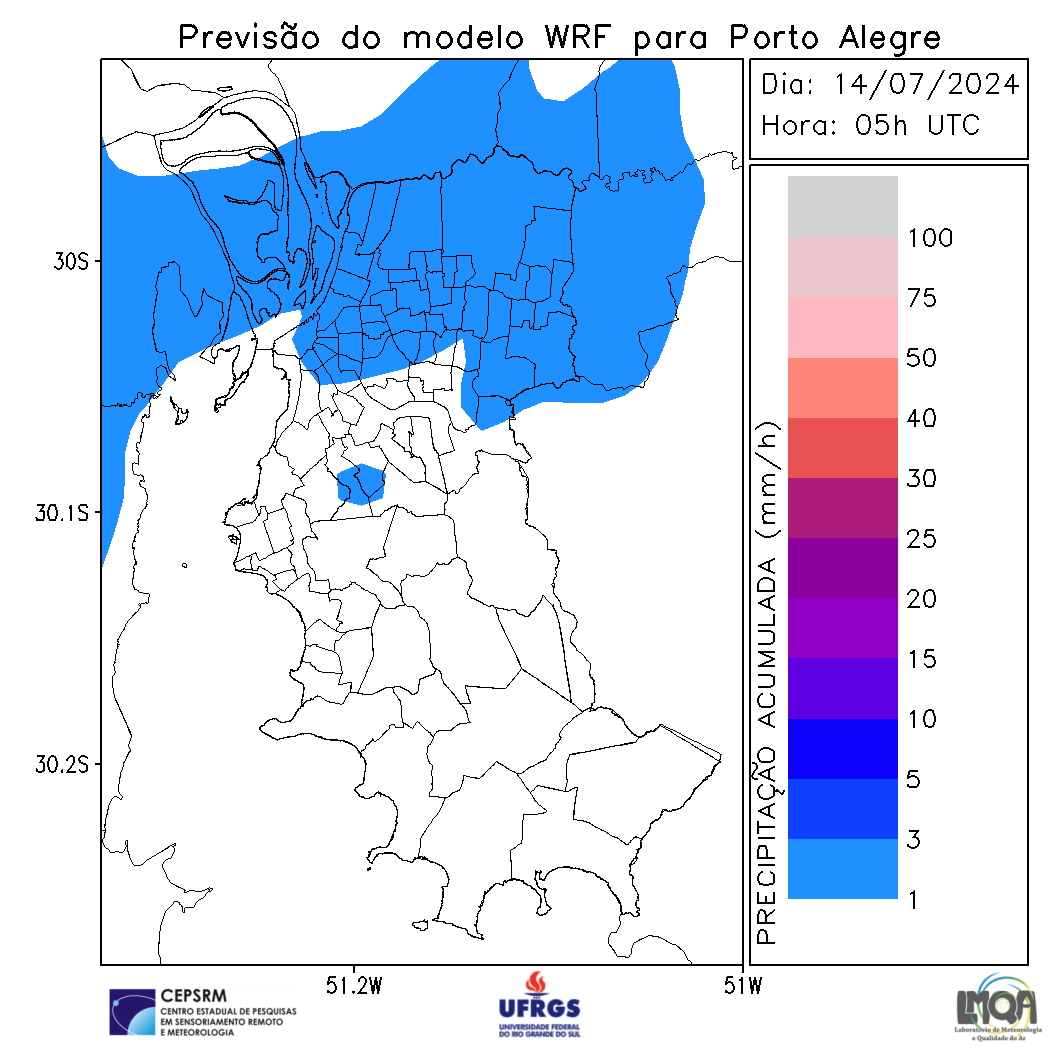 Previsão do modelo WRF para Porto Alegre
Dia: 14/07/2024
Hora: 05h UTC
30S
30.1S
30.2S
51.2W
51W
PRECIPITAÇÃO ACUMULADA (mm/h)
100
75
50
40
30
25
20
15
10
5
3
1
CEPSRM
CENTRO ESTADUAL DE PESQUISAS
EM SENSORIAMENTO REMOTO
E METEOROLOGIA
UFRGS
UNIVERSIDADE FEDERAL
DO RIO GRANDE DO SUL
LMQA
Laboratório de Meteorologia
e Qualidade do Ar